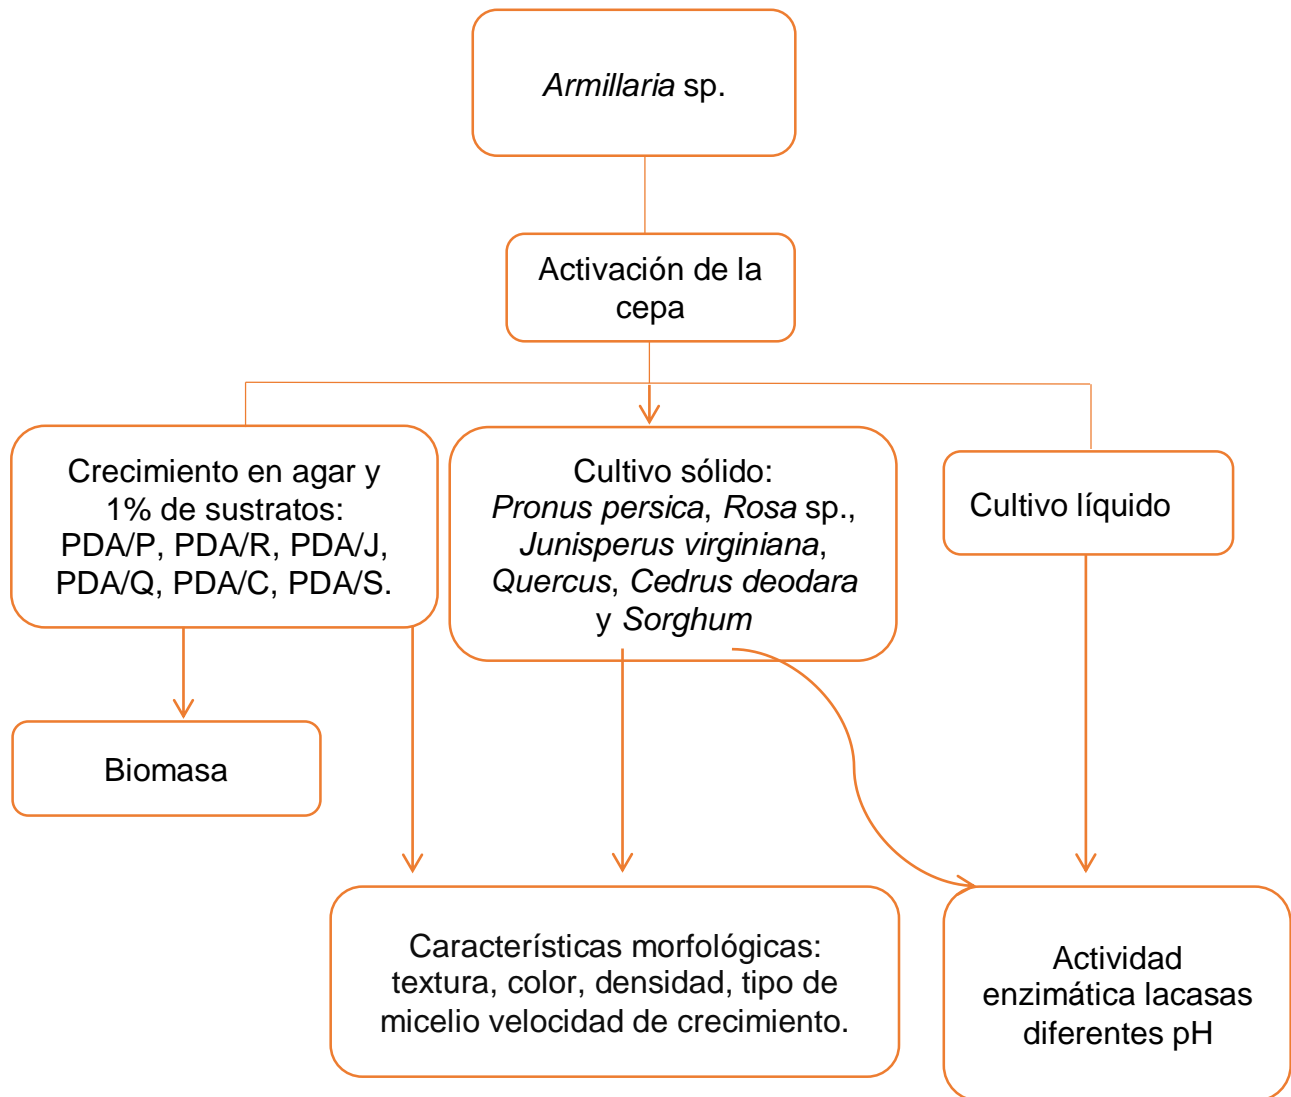 Armillaria sp.
Activación de la
cepa
Crecimiento en agar y
1% de sustratos:
PDA/P, PDA/R, PDA/J,
PDA/Q, PDA/C, PDA/S.
Cultivo sólido:
Pronus persica, Rosa sp.,
Junisperus virginiana,
Quercus, Cedrus deodara
y Sorghum
Cultivo líquido
Biomasa
Características morfológicas:
textura, color, densidad, tipo de
micelio velocidad de crecimiento.
Actividad
enzimática lacasas
diferentes pH